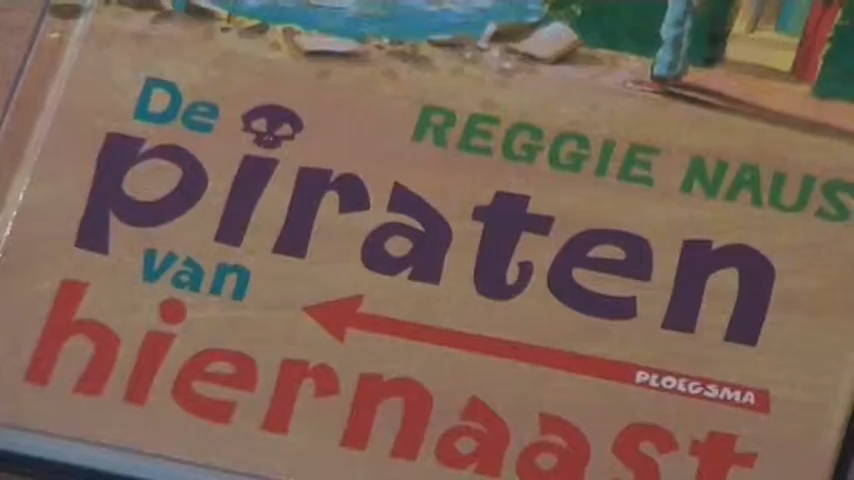 REGGIE NAUS
De
piraten
van
hiernaast
PLOEGSMA